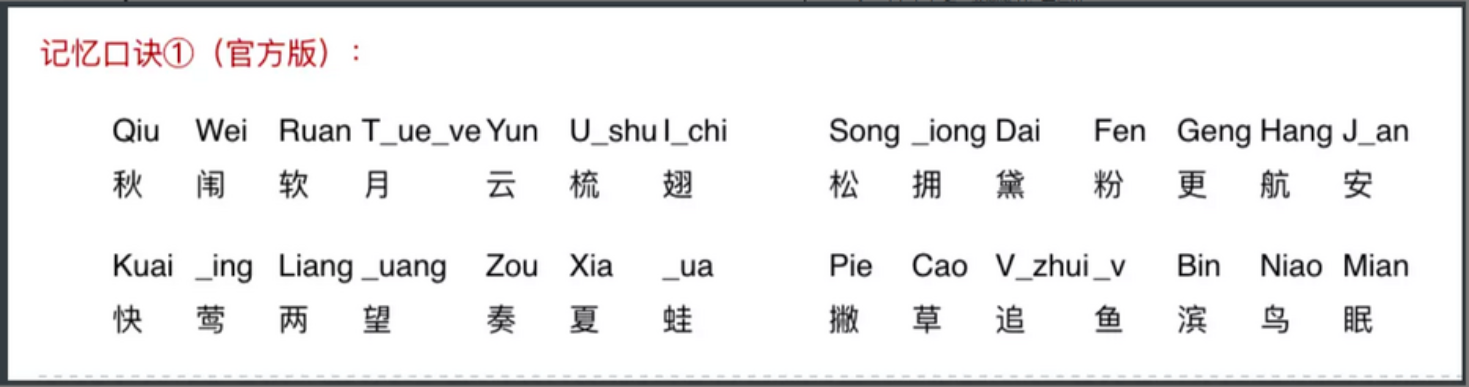 记忆口诀①（官方版）：
Qiu Wei Ruan T_ue_ve Yun U_shu I_chi Song _iong Dai Fen Geng Hang J_an
秋 闱 软 月 云 梳 翅 松 拥 黛 粉 更 航 安
Kuai _ing Liang _uang Zou Xia _ua Pie Cao V_zhui _v Bin Niao Mian
快 莺 两 望 奏 夏 蛙 撇 草 追 鱼 滨 鸟 眠